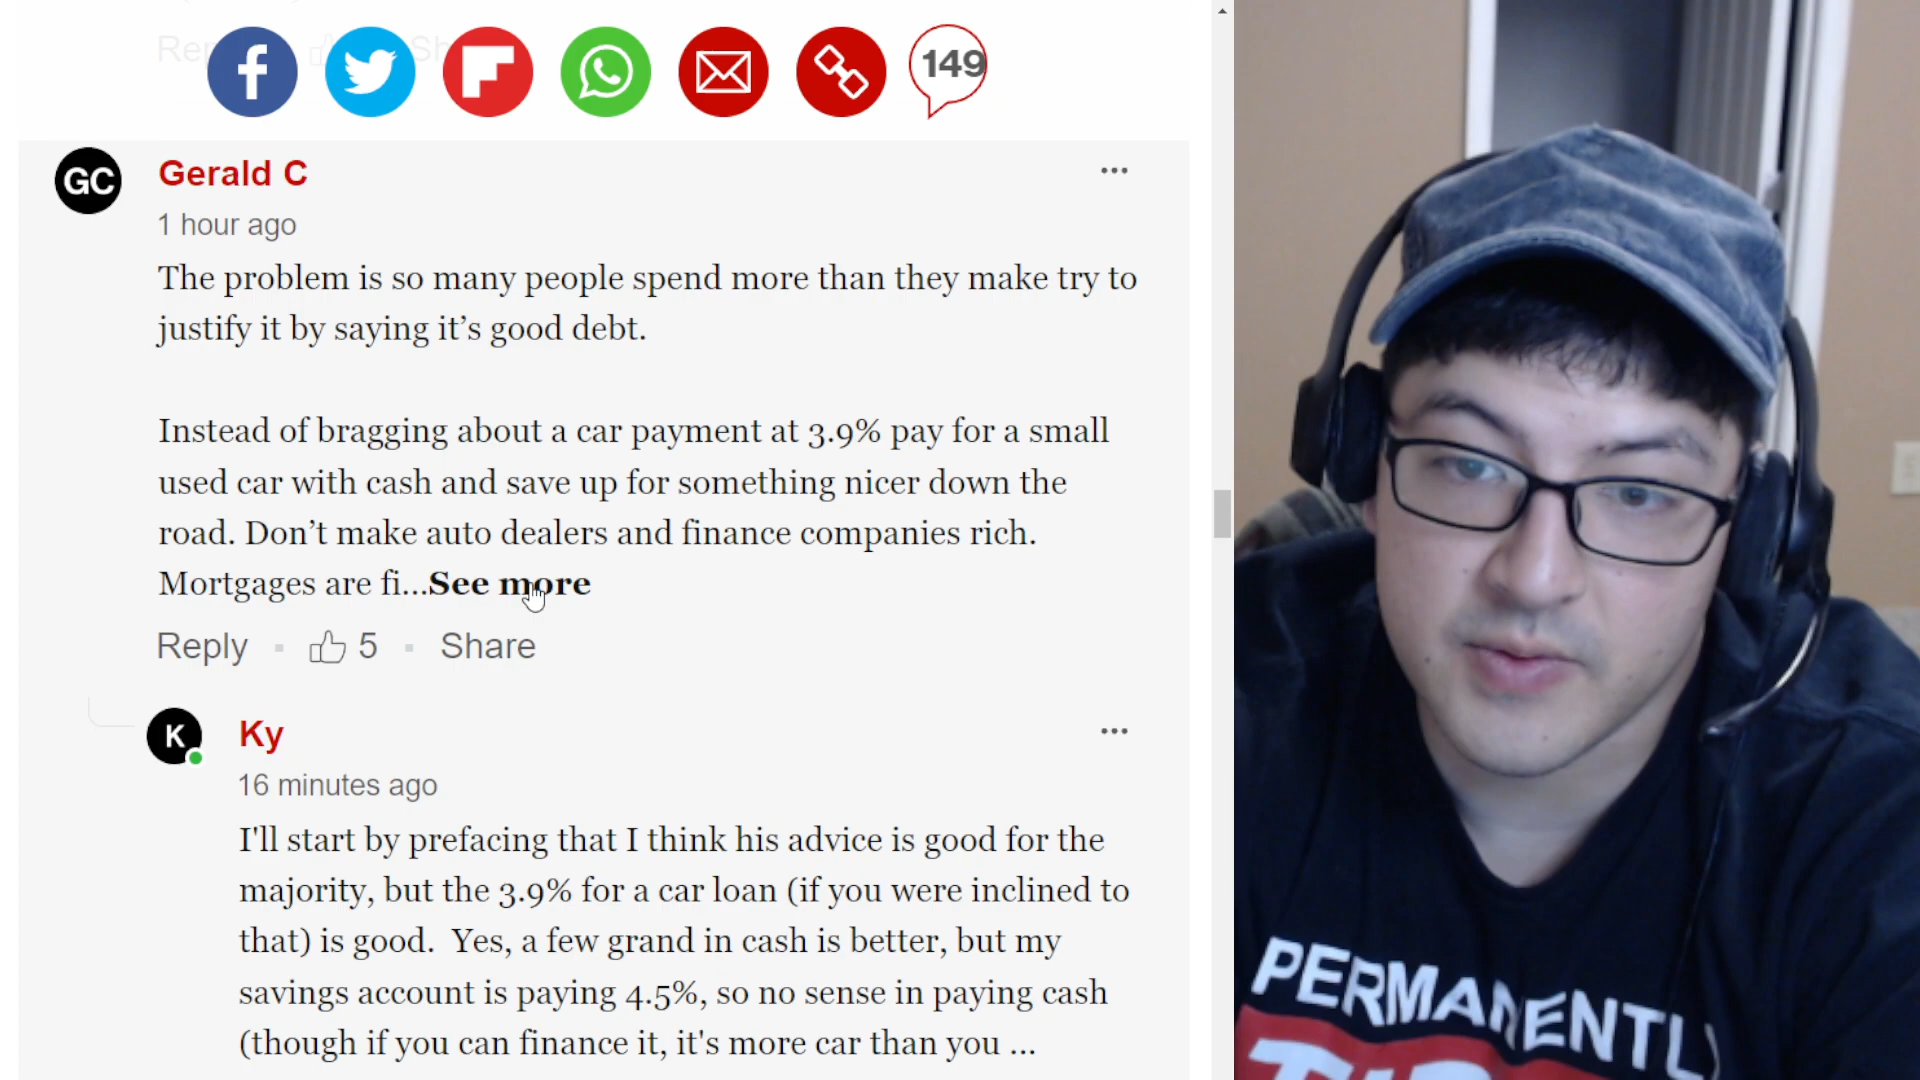 149
GC
Gerald C
1 hour ago
The problem is so many people spend more than they make try to
justify it by saying it’s good debt.
Instead of bragging about a car payment at 3.9% pay for a small
used car with cash and save up for something nicer down the
road. Don’t make auto dealers and finance companies rich.
Mortgages are fi...See more
Reply 5 Share
K
Ky
16 minutes ago
I'll start by prefacing that I think his advice is good for the
majority, but the 3.9% for a car loan (if you were inclined to
that) is good.  Yes, a few grand in cash is better, but my
savings account is paying 4.5%, so no sense in paying cash
(though if you can finance it, it's more car than you ...
PERMANENTLY